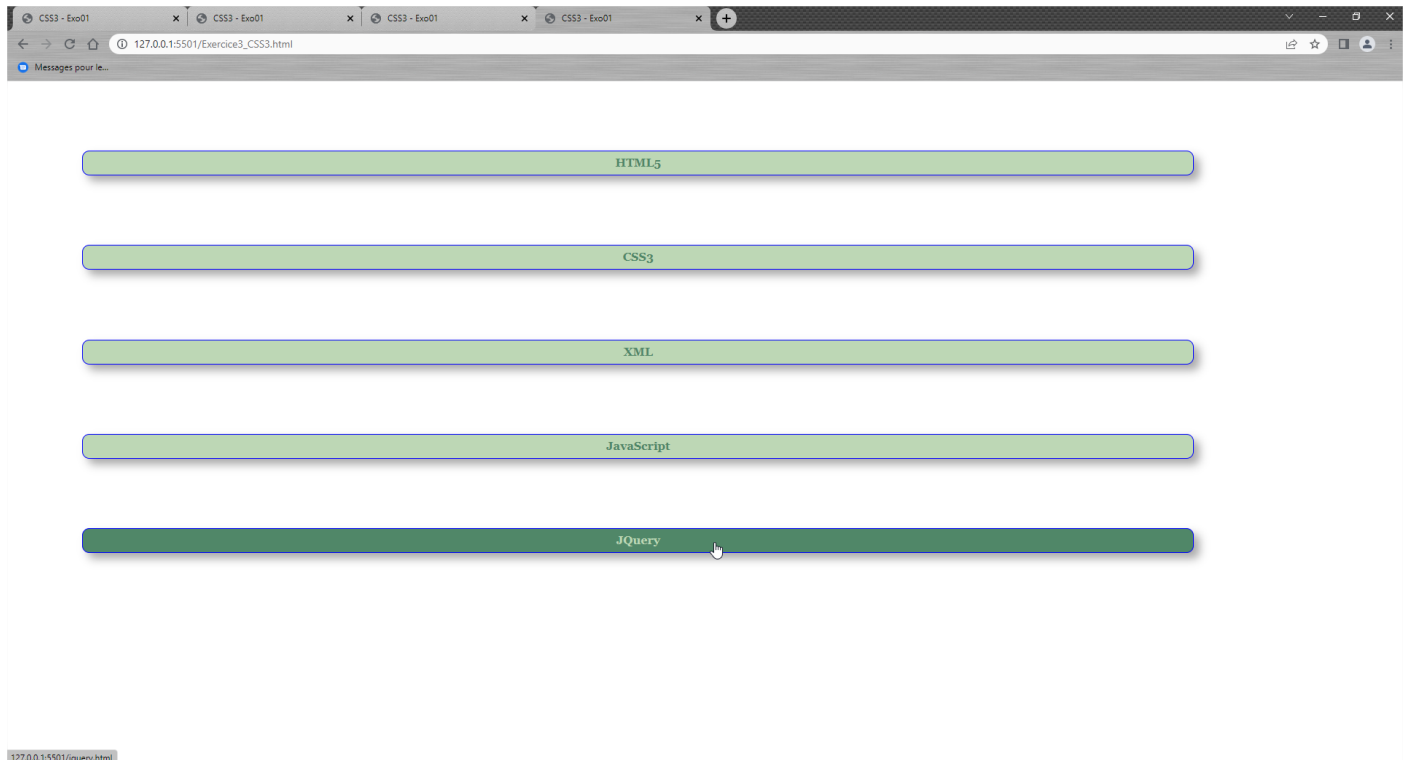 CSS3 - Exo01
CSS3 - Exo01
CSS3 - Exo01
CSS3 - Exo01
127.0.0.1:5501/Exercice3_CSS3.html
Messages pour le...
HTML5
CSS3
XML
JavaScript
JQuery
127.0.0.1:5501/jquery.html